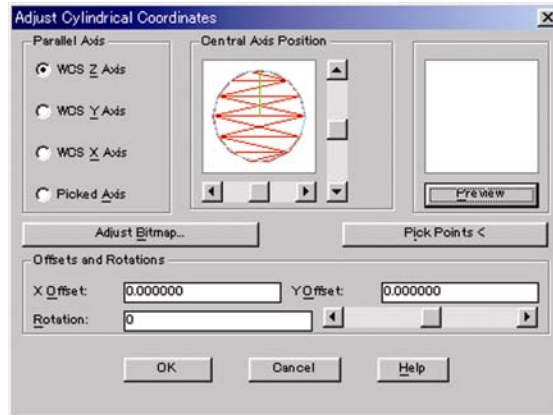 Adjust Cylindrical Coordinates
Parallel Axis
WCS Z Axis
WCS Y Axis
WCS X Axis
Picked Axis
Central Axis Position
Preview
Adjust Bitmap...
Pick Points <
Offsets and Rotations
X Offset: 0.000000 Y Offset: 0.000000
Rotation: 0
OK Cancel Help